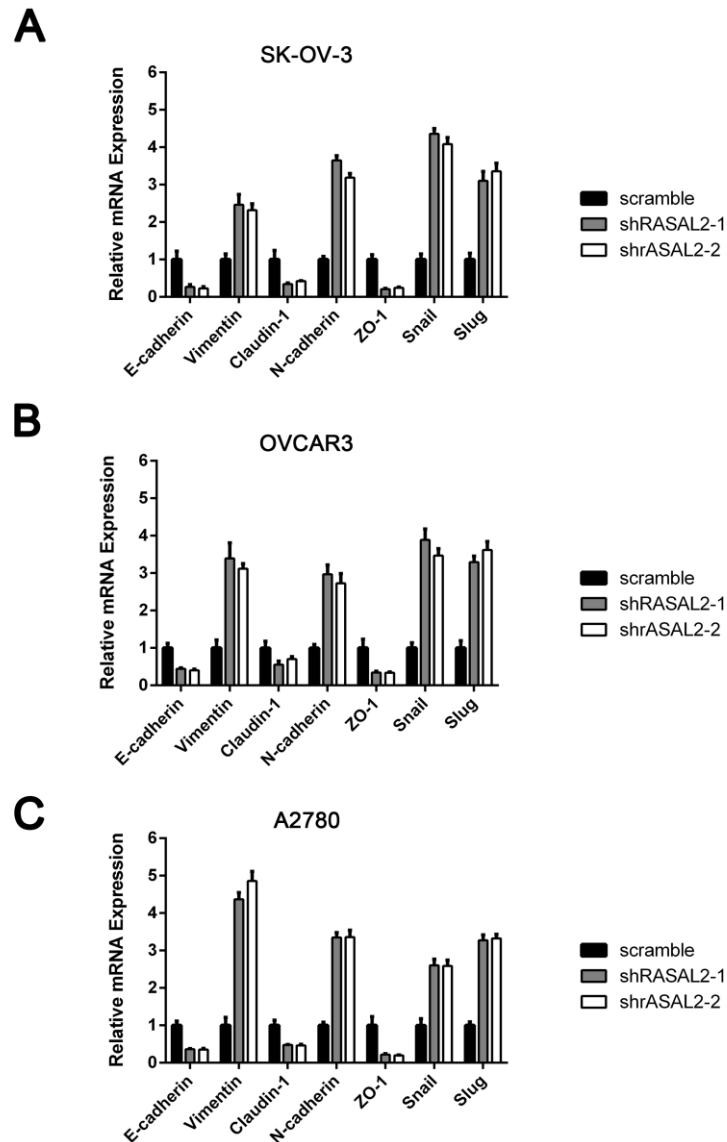 A
SK-OV-3
Relative mRNA Expression
6
5
4
3
2
1
0
E-cadherin
Vimentin
Claudin-1
N-cadherin
ZO-1
Snail
Slug
scramble
shRASAL2-1
shrASAL2-2
B
OVCAR3
Relative mRNA Expression
6
5
4
3
2
1
0
E-cadherin
Vimentin
Claudin-1
N-cadherin
ZO-1
Snail
Slug
scramble
shRASAL2-1
shrASAL2-2
C
A2780
Relative mRNA Expression
6
5
4
3
2
1
0
E-cadherin
Vimentin
Claudin-1
N-cadherin
ZO-1
Snail
Slug
scramble
shRASAL2-1
shrASAL2-2